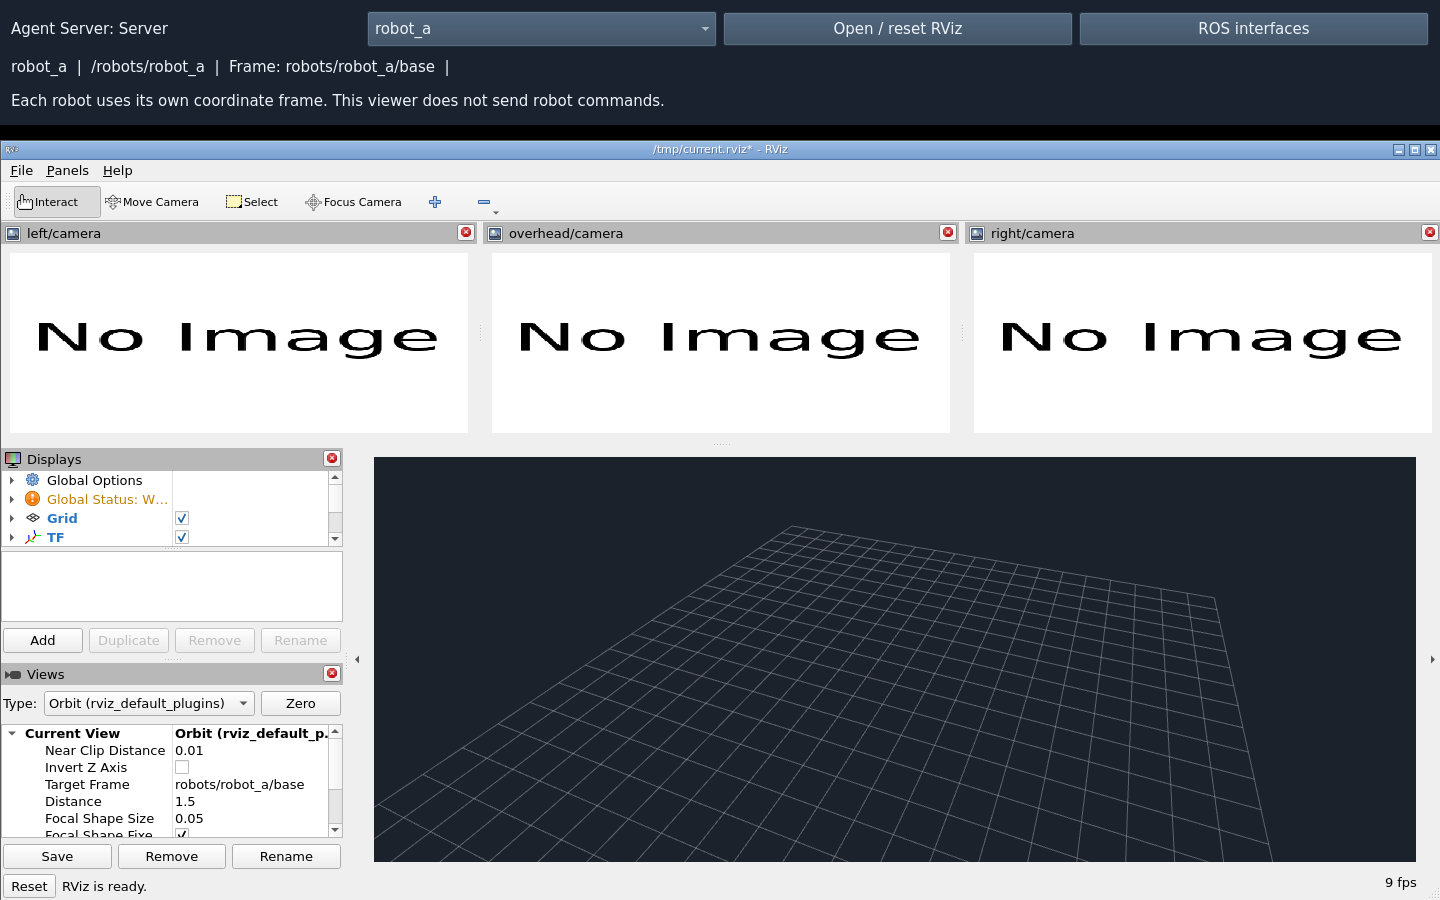 Agent Server: Server
robot_a
Open / reset RViz
ROS interfaces
robot_a | /robots/robot_a | Frame: robots/robot_a/base |
Each robot uses its own coordinate frame. This viewer does not send robot commands.
/tmp/current.rviz* - RViz
File Panels Help
Interact Move Camera Select Focus Camera
left/camera
overhead/camera
right/camera
No Image
No Image
No Image
Displays
Global Options
Global Status: W...
Grid
TF
Add Duplicate Remove Rename
Views
Type: Orbit (rviz_default_plugins) Zero
Current View Orbit (rviz_default_p...
Near Clip Distance 0.01
Invert Z Axis
Target Frame robots/robot_a/base
Distance 1.5
Focal Shape Size 0.05
Focal Shape Fixe...
Save Remove Rename
Reset RViz is ready.
9 fps